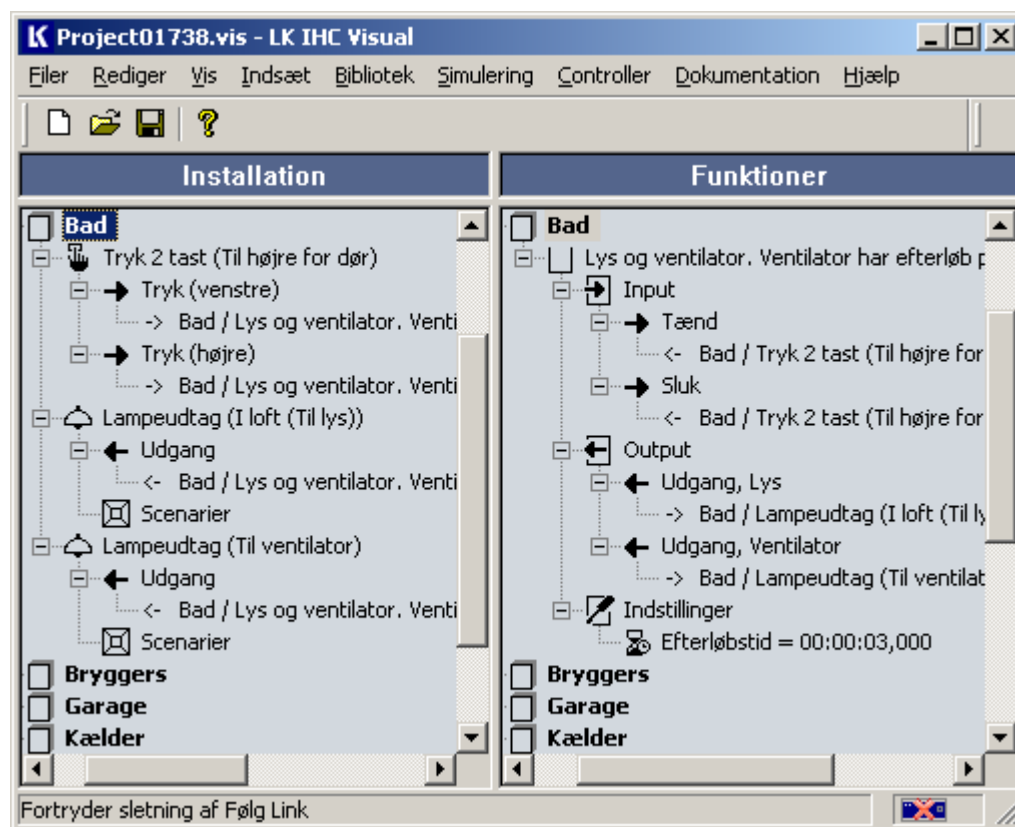 Project01738.vis - LK IHC Visual
Filer Rediger Vis Indsæt Bibliotek Simulering Controller Dokumentation Hjælp
Installation
Bad
Tryk 2 tast (Til højre for dør)
Tryk (venstre)
-> Bad / Lys og ventilator. Venti
Tryk (højre)
-> Bad / Lys og ventilator. Venti
Lampeudtag (I loft (Til lys))
Udgang
<- Bad / Lys og ventilator. Venti
Scenarier
Lampeudtag (Til ventilator)
Udgang
<- Bad / Lys og ventilator. Venti
Scenarier
Bryggers
Garage
Kælder
Funktioner
Bad
Lys og ventilator. Ventilator har efterløb p
Input
Tænd
<- Bad / Tryk 2 tast (Til højre for
Sluk
<- Bad / Tryk 2 tast (Til højre for
Output
Udgang, Lys
-> Bad / Lampeudtag (I loft (Til ly
Udgang, Ventilator
-> Bad / Lampeudtag (Til ventilat
Indstillinger
Efterløbstid = 00:00:03,000
Bryggers
Garage
Kælder
Fortryder sletning af Følg Link